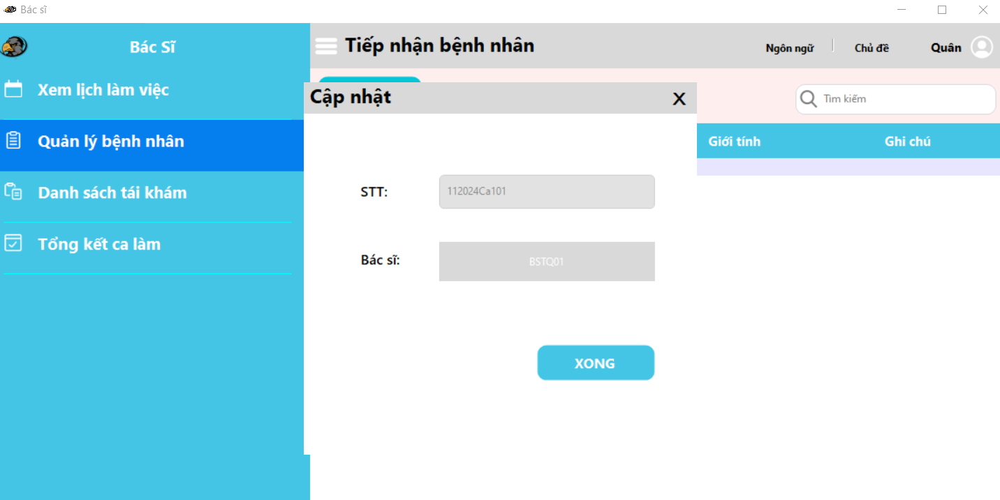 Bác sĩ
Bác Sĩ
Xem lịch làm việc
Quản lý bệnh nhân
Danh sách tái khám
Tổng kết ca làm
Tiếp nhận bệnh nhân
Ngôn ngữ
Chủ đề
Quân
Tìm kiếm
Giới tính
Ghi chú
Cập nhật
X
STT:
112024Ca101
Bác sĩ:
BSTQ01
XONG